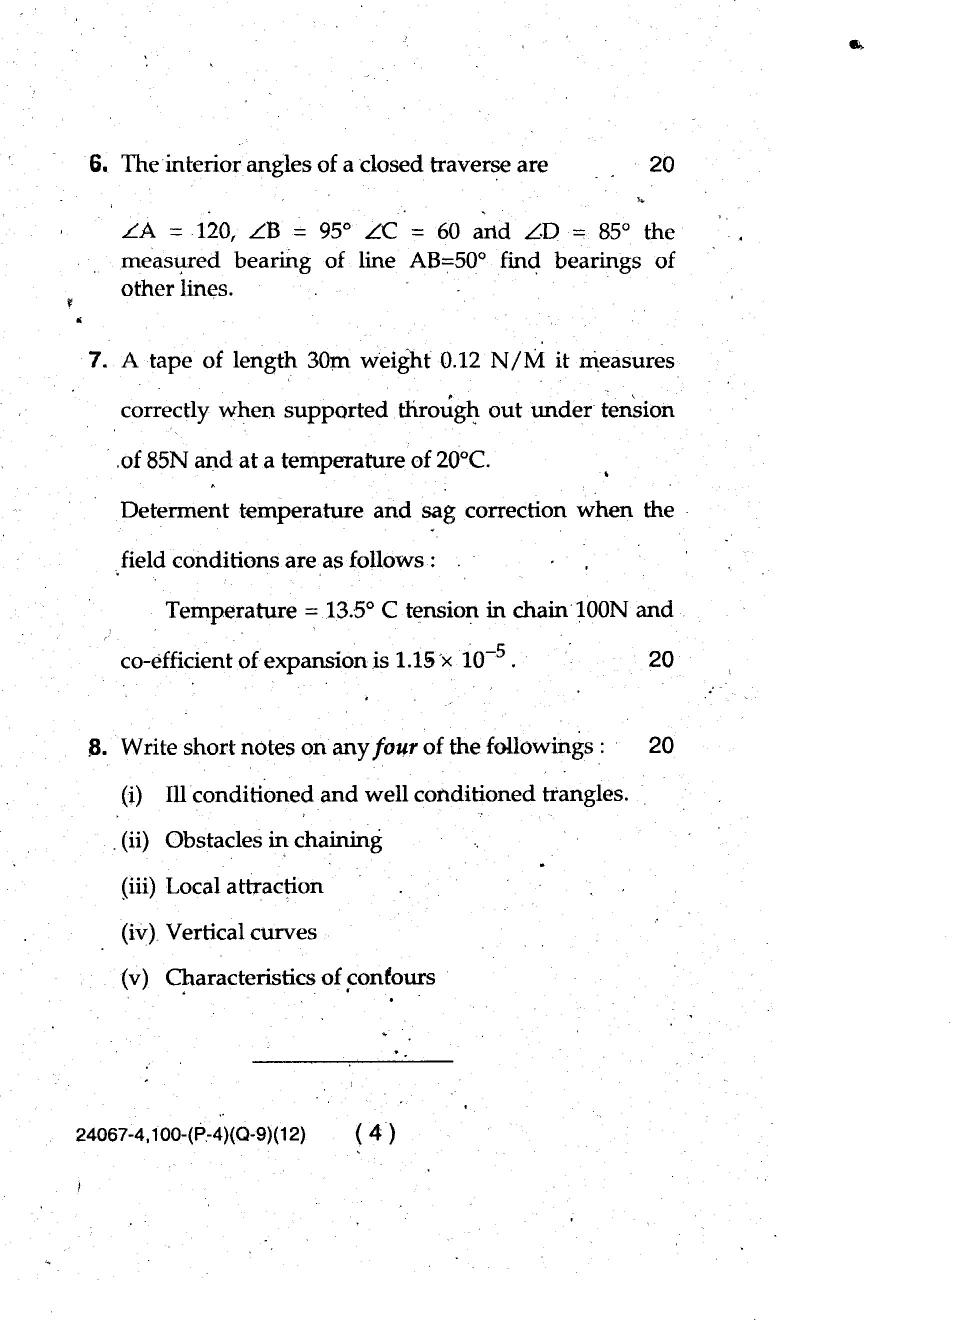 6. The interior angles of a closed traverse are 20
∠A = 120, ∠B = 95° ∠C = 60 and ∠D = 85° the
measured bearing of line AB=50° find bearings of
other lines.
7. A tape of length 30m weight 0.12 N/M it measures
correctly when supported through out under tension
of 85N and at a temperature of 20°C.
Determent temperature and sag correction when the
field conditions are as follows :
Temperature = 13.5° C tension in chain 100N and
co-efficient of expansion is 1.15 × 10⁻⁵ . 20
8. Write short notes on any four of the followings : 20
(i) Ill conditioned and well conditioned trangles.
(ii) Obstacles in chaining
(iii) Local attraction
(iv) Vertical curves
(v) Characteristics of contours
24067-4,100-(P-4)(Q-9)(12) ( 4 )